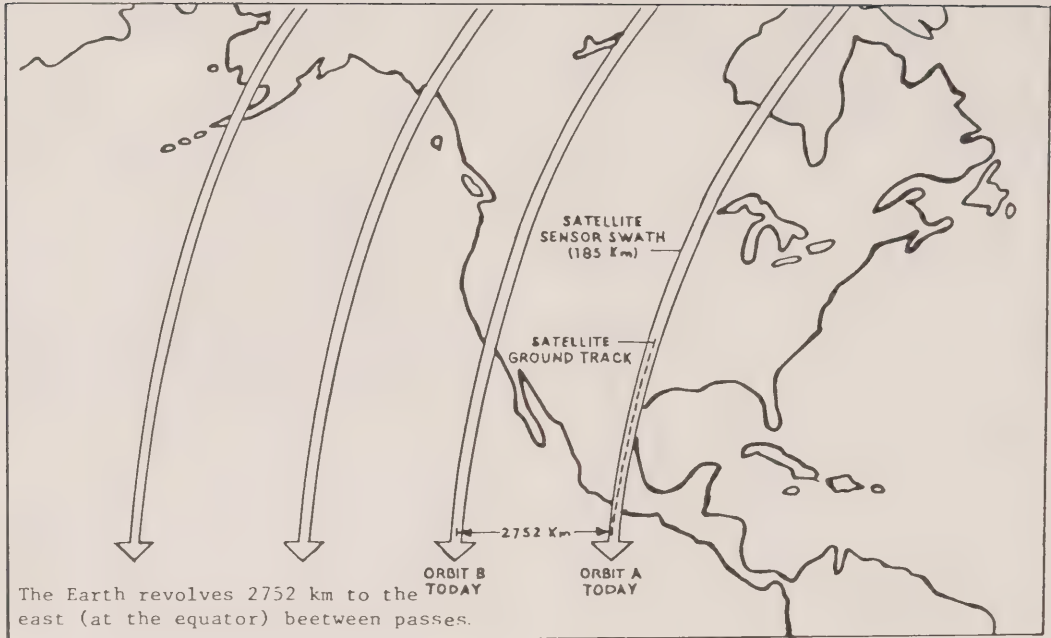 SATELLITE
SENSOR SWATH
(185 Km)
SATELLITE
GROUND TRACK
2752 Km
ORBIT B
TODAY
ORBIT A
TODAY
The Earth revolves 2752 km to the
east (at the equator) beetween passes.